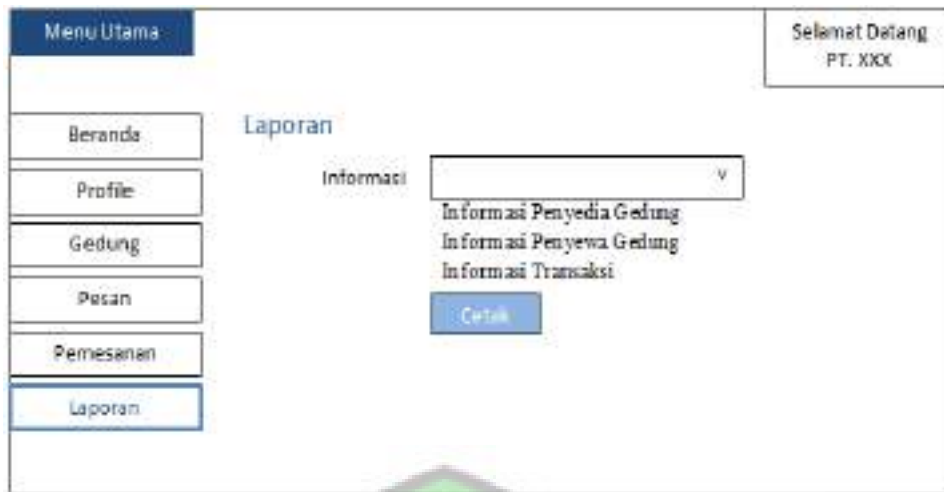 Menu Utama
Selamat Datang
PT. XXX
Beranda
Profile
Gedung
Pesan
Pemesanan
Laporan
Laporan
Informasi
v
Informasi Penyedia Gedung
Informasi Penyewa Gedung
Informasi Transaksi
Cetak